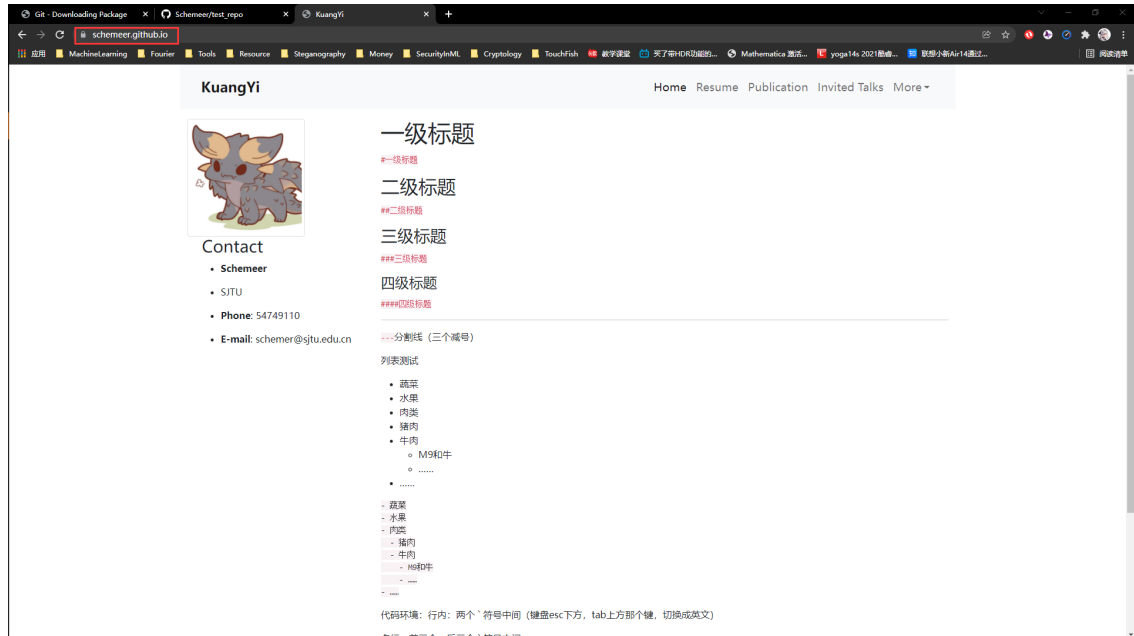 Git - Downloading Package
Schemeer/test_repo
KuangYi
schemeer.github.io
应用 MachineLearning Fourier Tools Resource Steganography Money SecurityInML Cryptology TouchFish 教学课堂 买了带HDR功能的... Mathematica 激活... yoga14s 2021酷睿... 联想小新Air14通过... 阅读清单
KuangYi
Home Resume Publication Invited Talks More
一级标题
#一级标题
二级标题
##二级标题
三级标题
###三级标题
四级标题
####四级标题
Contact
Schemeer
SJTU
Phone: 54749110
E-mail: schemer@sjtu.edu.cn
---分割线（三个减号）
列表测试
蔬菜
水果
肉类
猪肉
牛肉
M9和牛
......
......
- 蔬菜
- 水果
- 肉类
- 猪肉
- 牛肉
- M9和牛
- ……
- ……
代码环境：行内：两个 ` 符号中间（键盘esc下方，tab上方那个键，切换成英文）